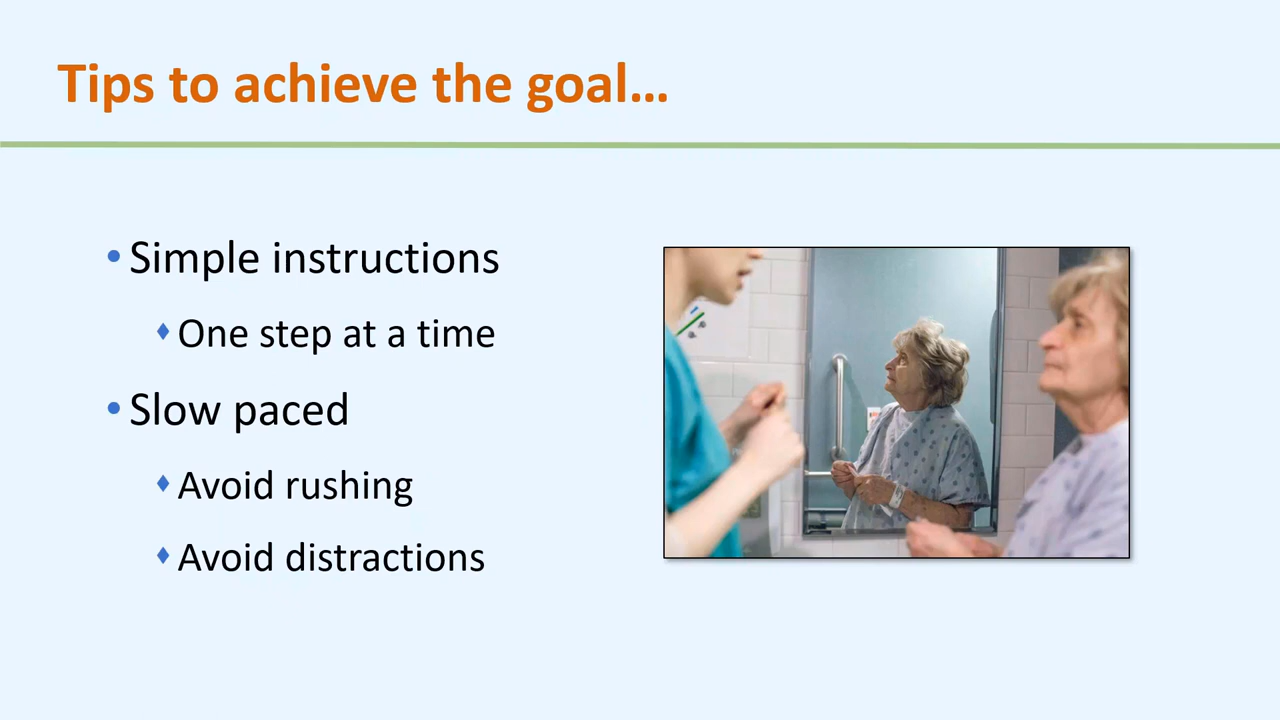 Tips to achieve the goal…
• Simple instructions
♦ One step at a time
• Slow paced
♦ Avoid rushing
♦ Avoid distractions